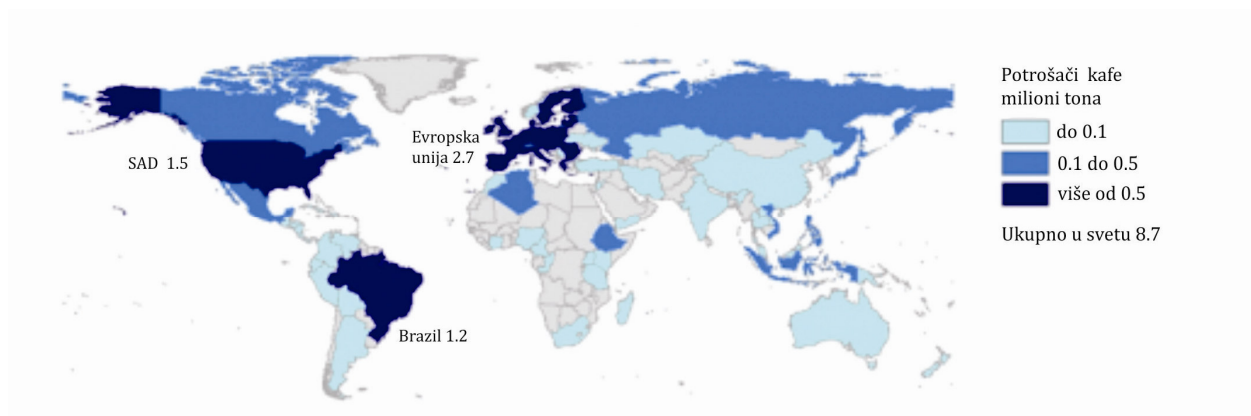 Potrošači kafe
milioni tona
do 0.1
0.1 do 0.5
više od 0.5
Ukupno u svetu 8.7
Evropska
unija 2.7
SAD 1.5
Brazil 1.2